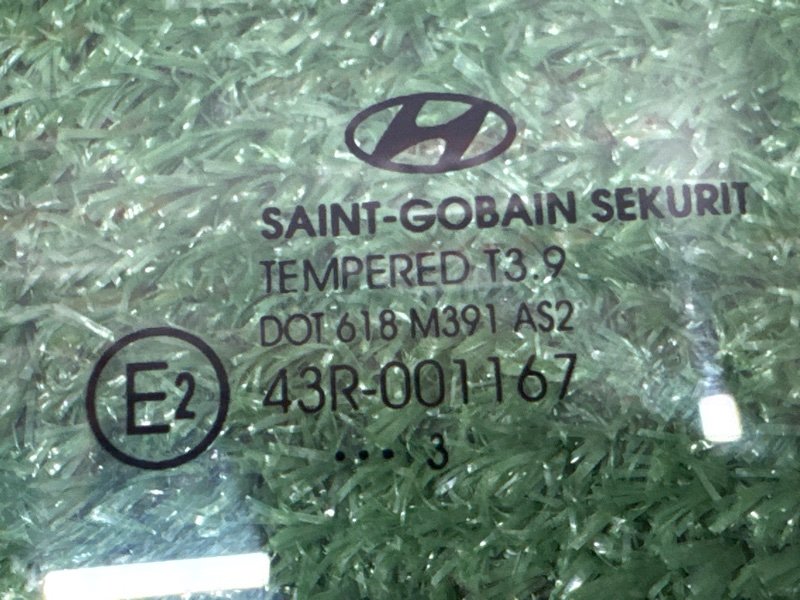 SAINT-GOBAIN SEKURIT
TEMPERED T3.9
DOT 618 M391 AS2
E2 43R-001167
... 3